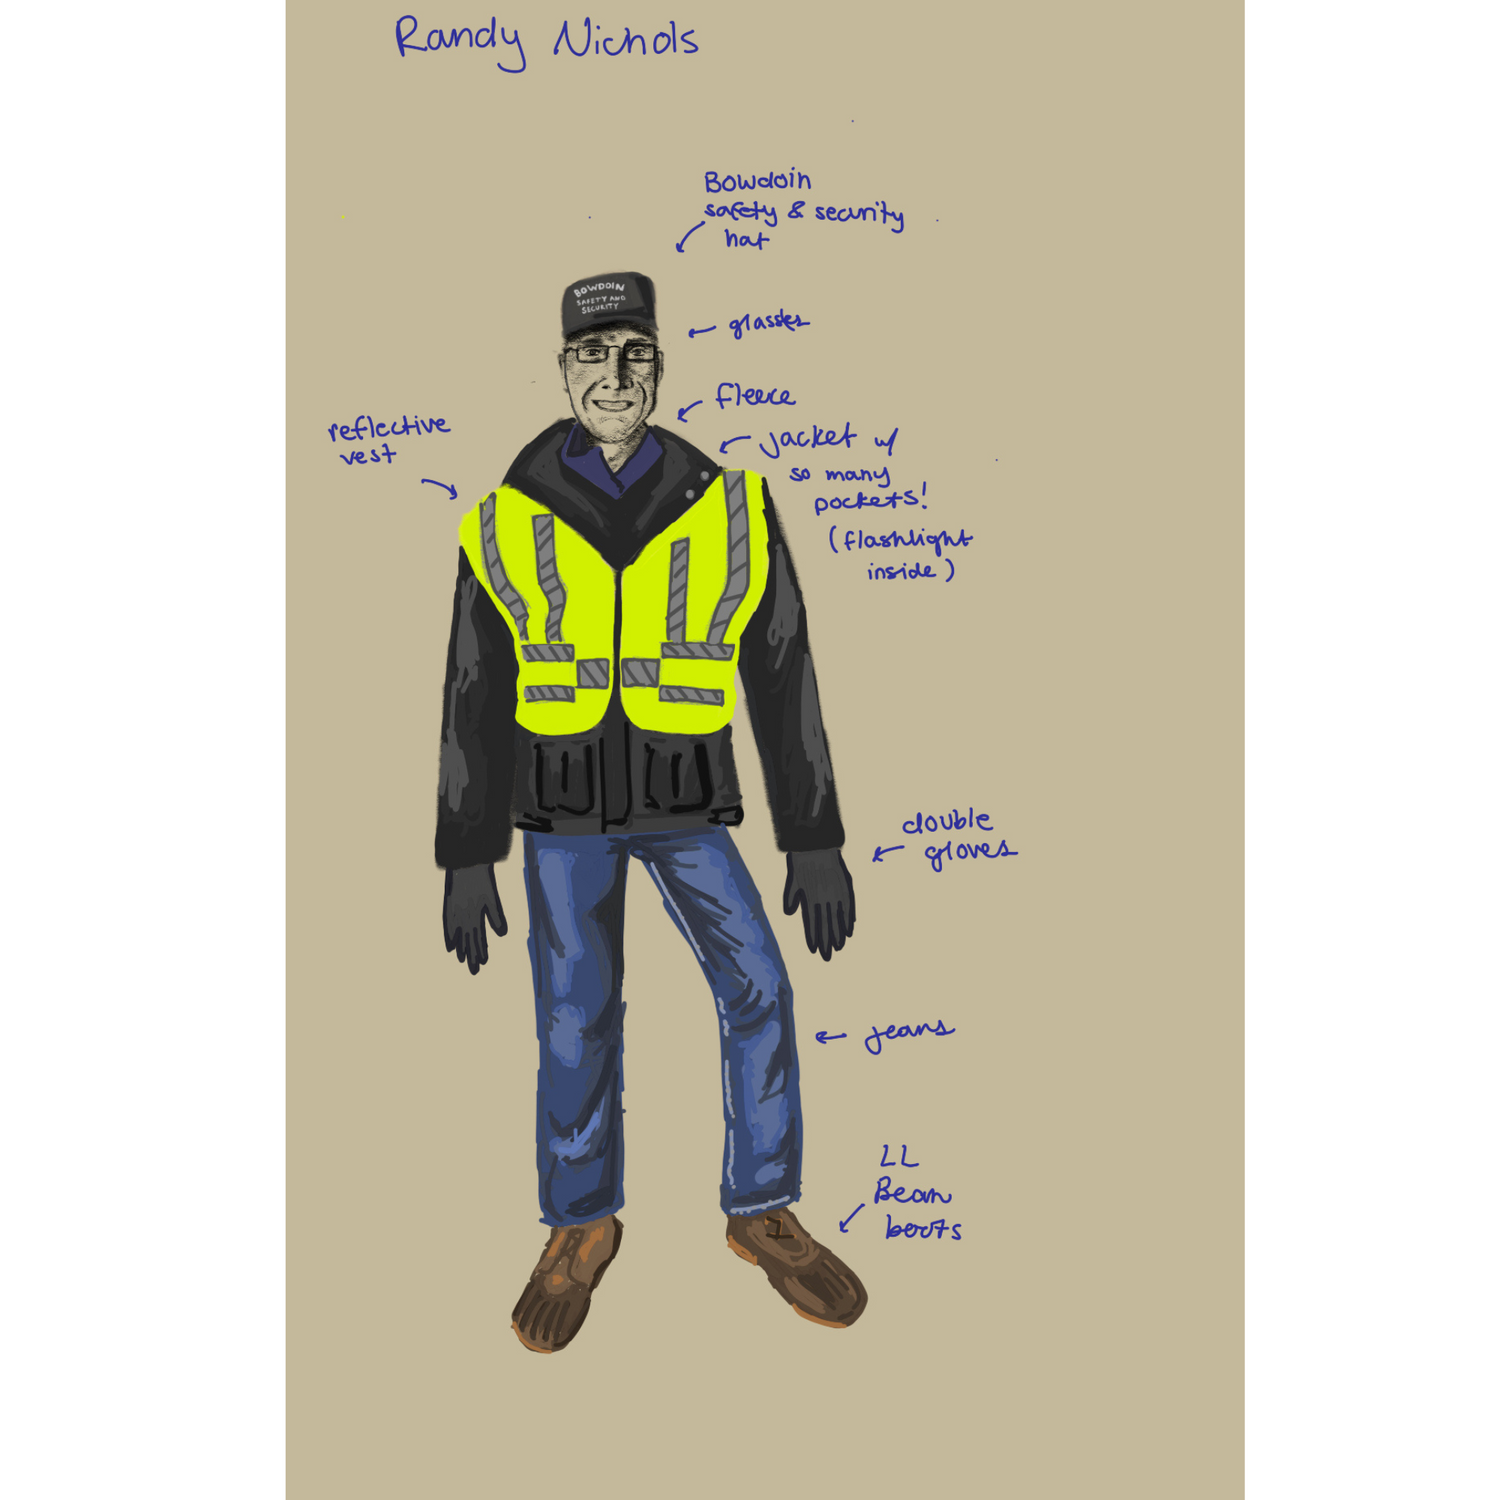 Randy Nichols
Bowdoin
safety & security
hat
BOWDOIN
SAFETY AND
SECURITY
glasses
fleece
reflective
vest
jacket w/
so many
pockets!
(flashlight
inside)
double
gloves
jeans
LL
Bean
boots